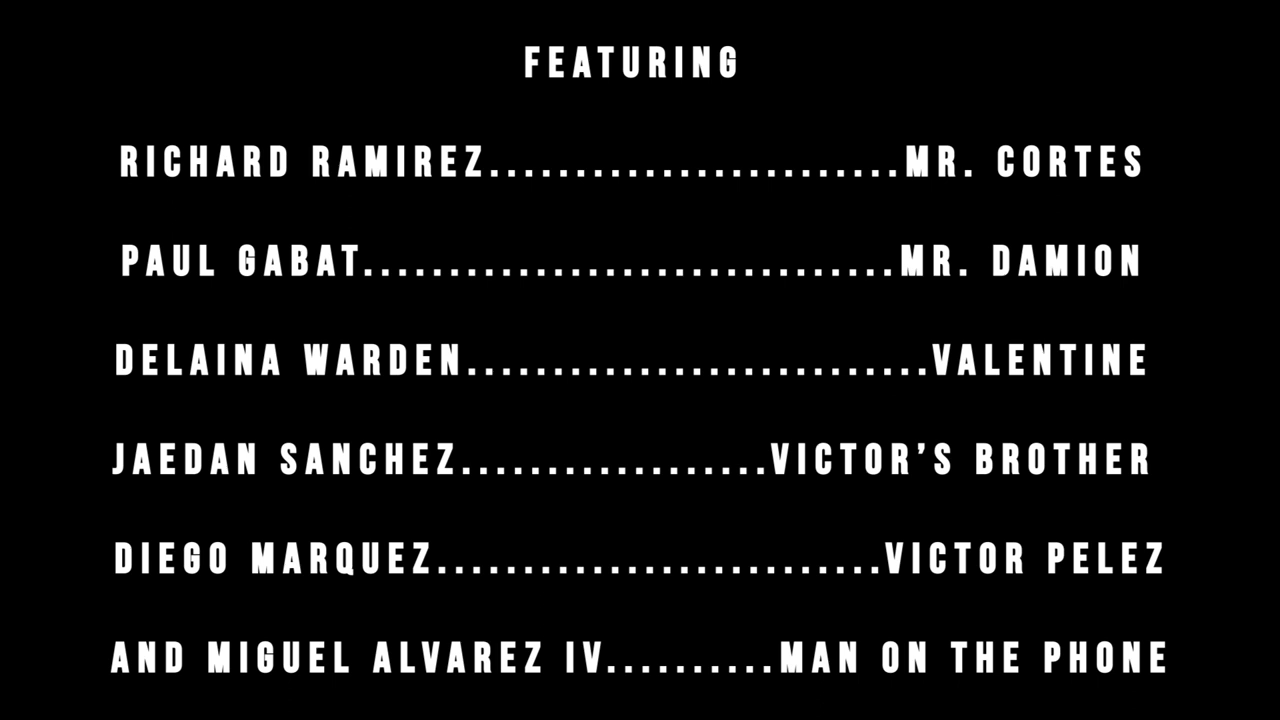 FEATURING
RICHARD RAMIREZ........................MR. CORTES
PAUL GABAT...............................MR. DAMION
DELAINA WARDEN...........................VALENTINE
JAEDAN SANCHEZ..................VICTOR’S BROTHER
DIEGO MARQUEZ..........................VICTOR PELEZ
AND MIGUEL ALVAREZ IV..........MAN ON THE PHONE